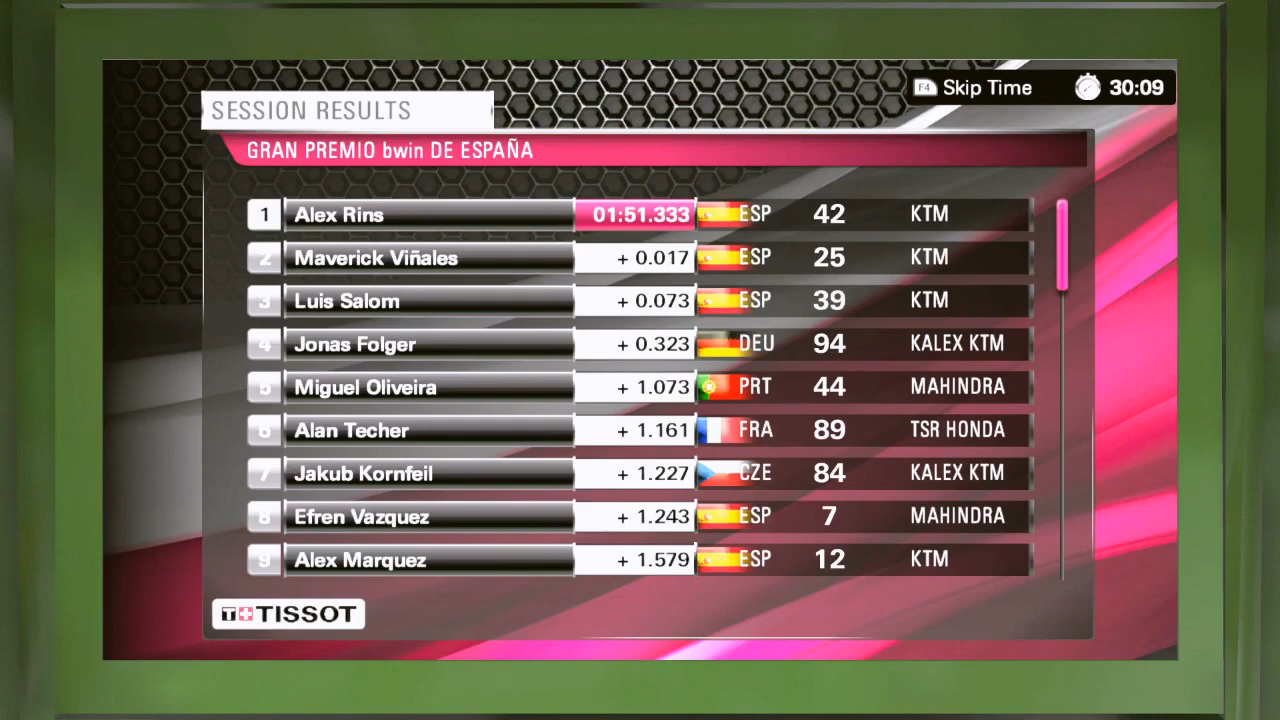 F4 Skip Time 30:09
SESSION RESULTS
GRAN PREMIO bwin DE ESPAÑA
1 Alex Rins 01:51.333 ESP 42 KTM
2 Maverick Viñales + 0.017 ESP 25 KTM
3 Luis Salom + 0.073 ESP 39 KTM
4 Jonas Folger + 0.323 DEU 94 KALEX KTM
5 Miguel Oliveira + 1.073 PRT 44 MAHINDRA
6 Alan Techer + 1.161 FRA 89 TSR HONDA
7 Jakub Kornfeil + 1.227 CZE 84 KALEX KTM
8 Efren Vazquez + 1.243 ESP 7 MAHINDRA
9 Alex Marquez + 1.579 ESP 12 KTM
T+ TISSOT